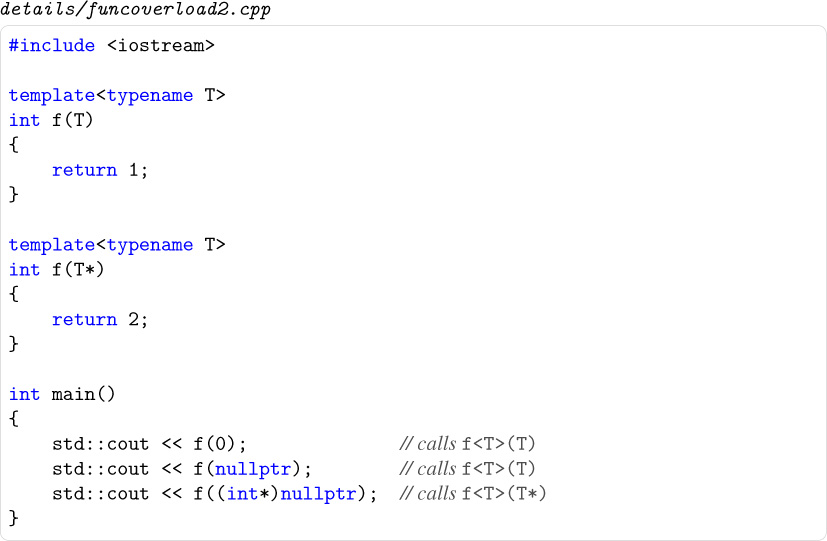 details/funcoverload2.cpp
#include <iostream>
template<typename T>
int f(T)
{
    return 1;
}
template<typename T>
int f(T*)
{
    return 2;
}
int main()
{
    std::cout << f(0);              // calls f<T>(T)
    std::cout << f(nullptr);        // calls f<T>(T)
    std::cout << f((int*)nullptr);  // calls f<T>(T*)
}